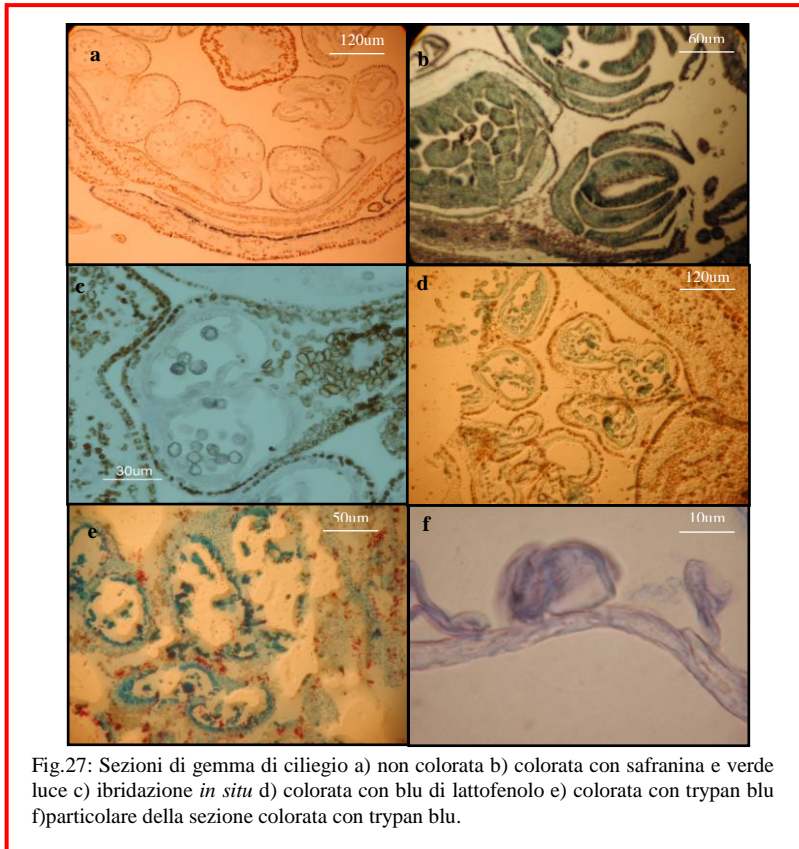 a
120um
b
60um
c
30um
d
120um
e
50um
f
10um
Fig.27: Sezioni di gemma di ciliegio a) non colorata b) colorata con safranina e verde
luce c) ibridazione in situ d) colorata con blu di lattofenolo e) colorata con trypan blu
f)particolare della sezione colorata con trypan blu.